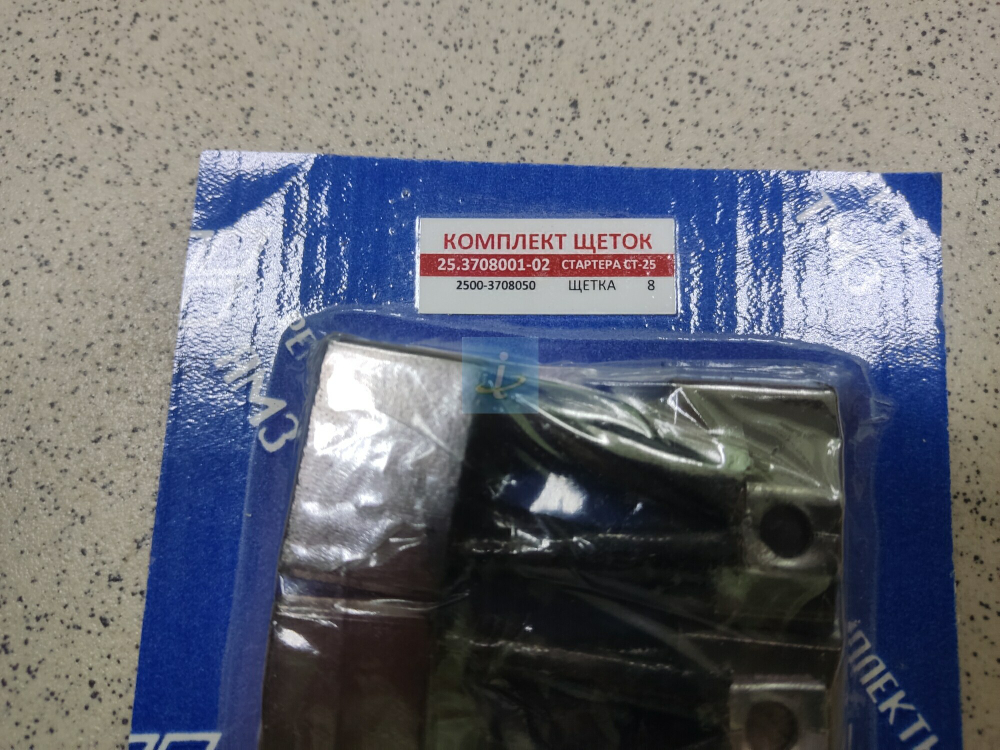 КОМПЛЕКТ ЩЕТОК
25.3708001-02 СТАРТЕРА СТ-25
2500-3708050 ЩЕТКА 8